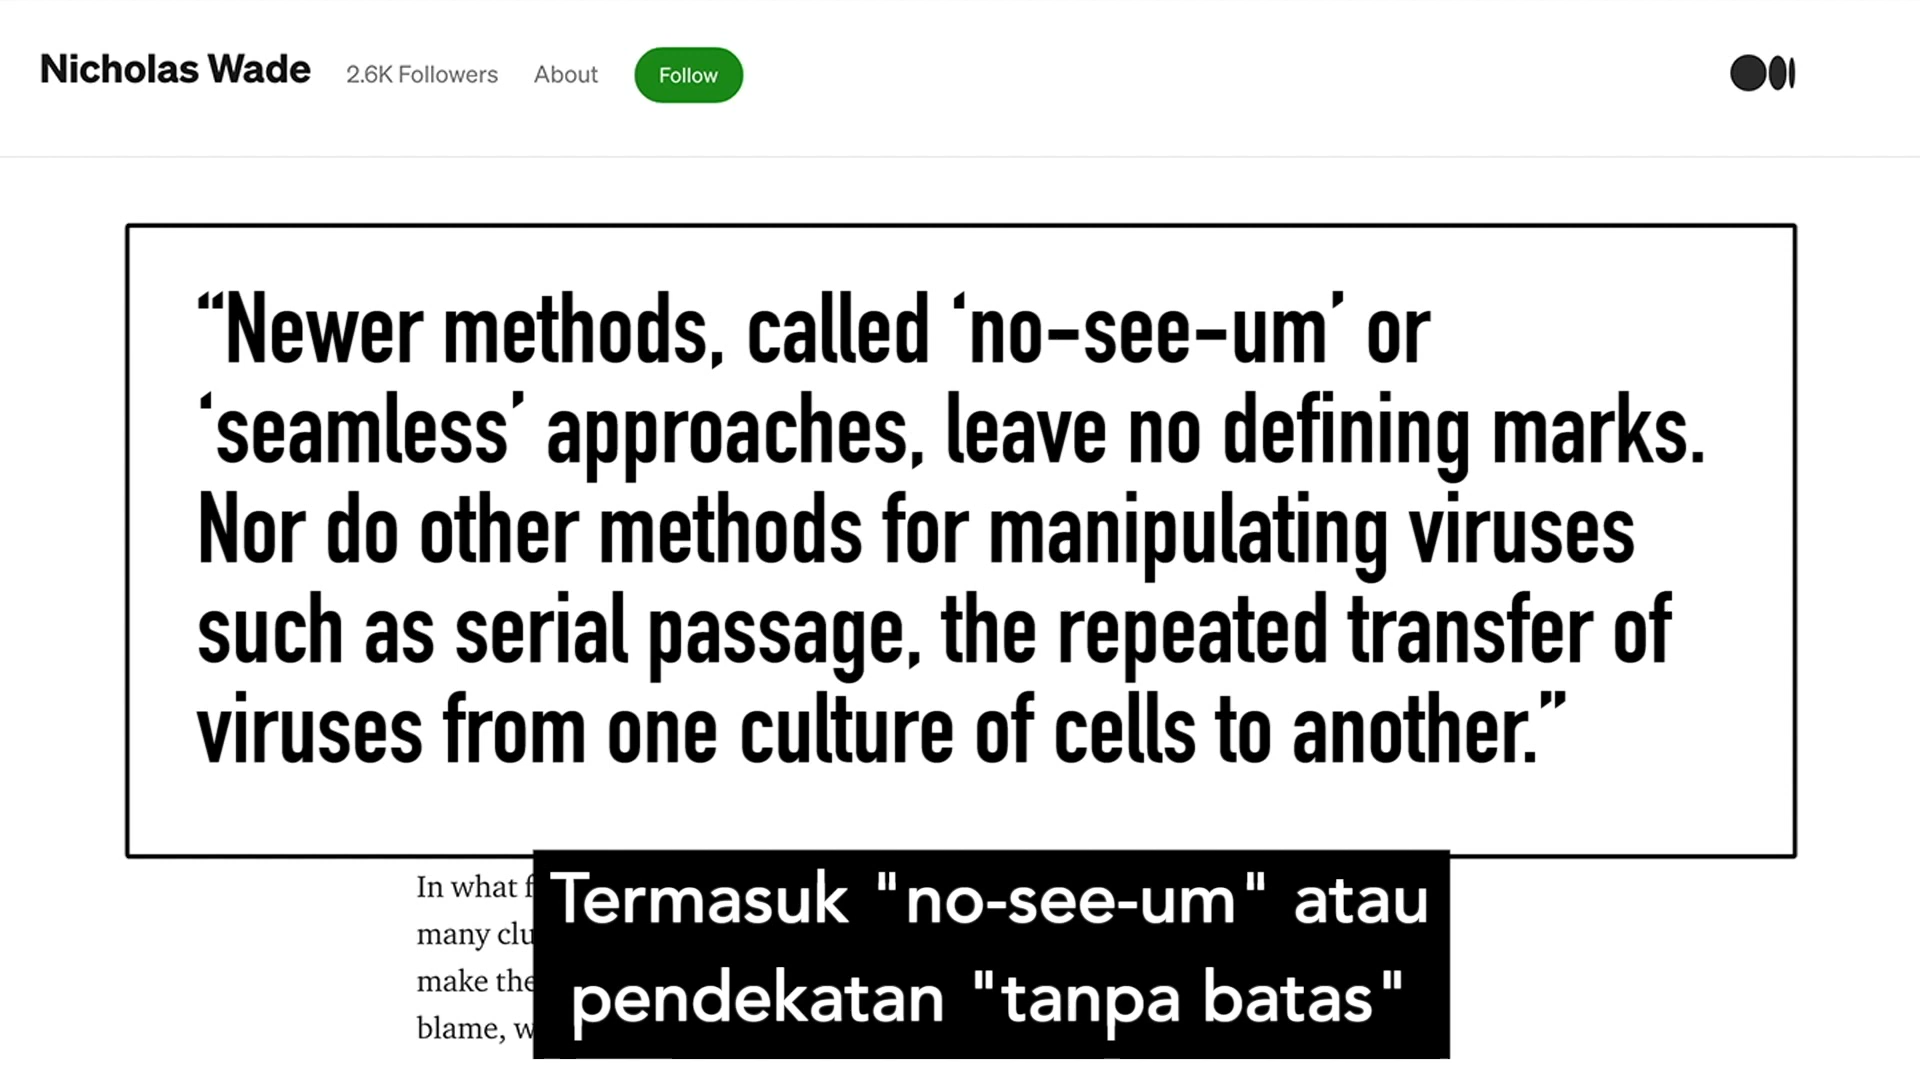 Nicholas Wade 2.6K Followers About Follow
“Newer methods, called ‘no-see-um’ or
‘seamless’ approaches, leave no defining marks.
Nor do other methods for manipulating viruses
such as serial passage, the repeated transfer of
viruses from one culture of cells to another.”
In what
many
make
blame,
Termasuk "no-see-um" atau
pendekatan "tanpa batas"